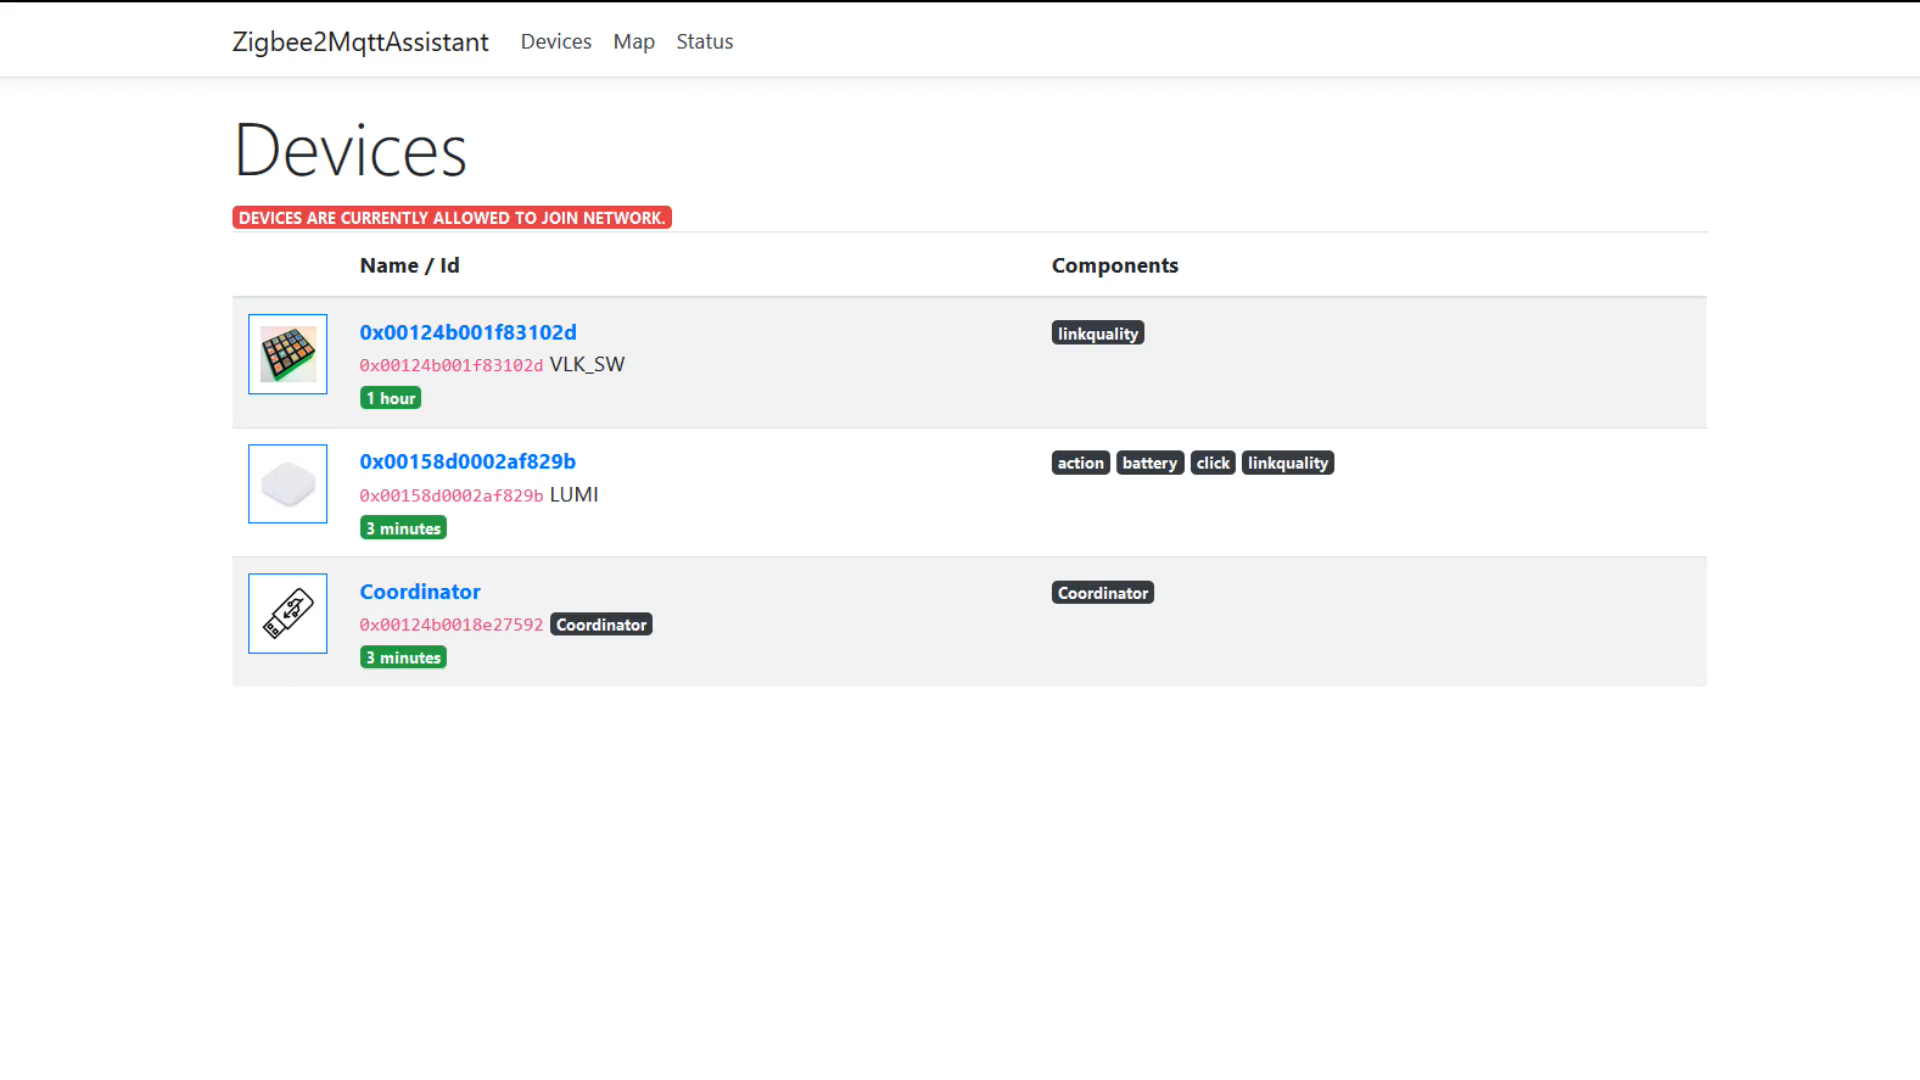 Zigbee2MqttAssistant Devices Map Status
Devices
DEVICES ARE CURRENTLY ALLOWED TO JOIN NETWORK.
Name / Id Components
0x00124b001f83102d linkquality
0x00124b001f83102d VLK_SW
1 hour
0x00158d0002af829b action battery click linkquality
0x00158d0002af829b LUMI
3 minutes
Coordinator Coordinator
0x00124b0018e27592 Coordinator
3 minutes